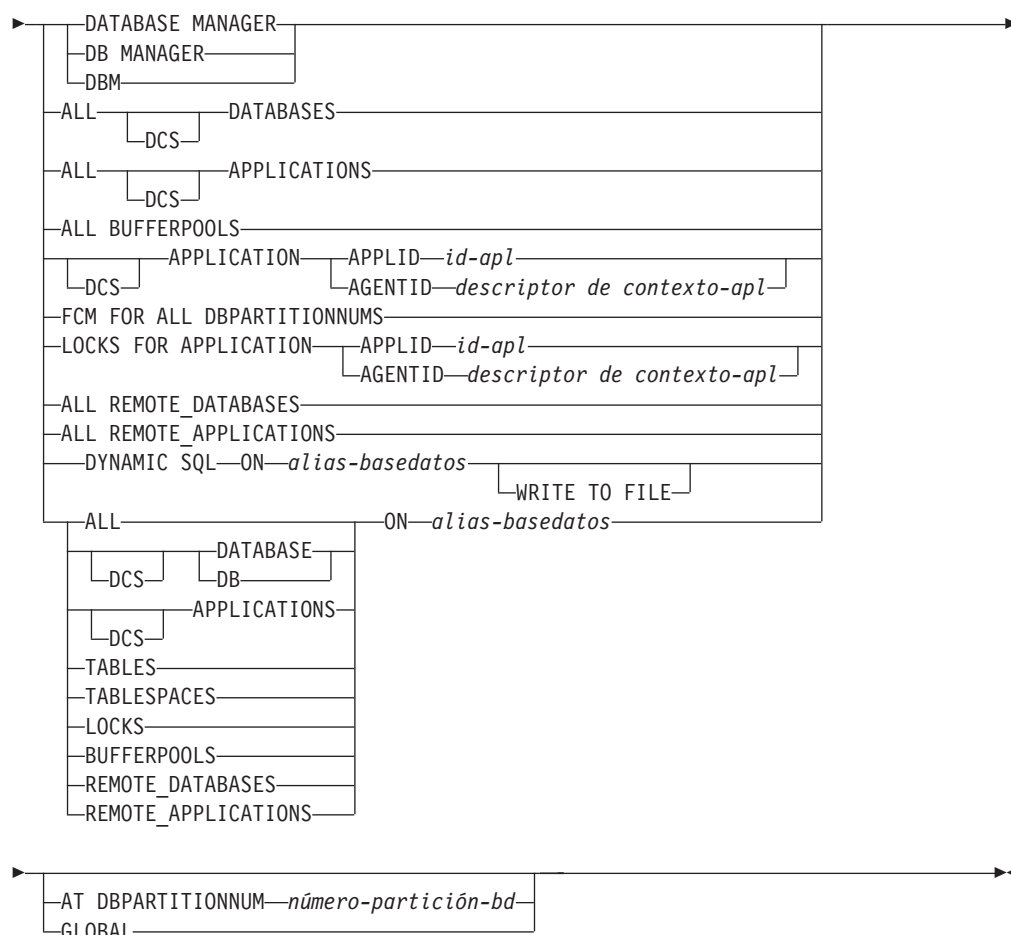 DATABASE MANAGER
DB MANAGER
DBM
ALL DATABASES
DCS
ALL APPLICATIONS
DCS
ALL BUFFERPOOLS
APPLICATION APPLID id-apl
DCS AGENTID descriptor de contexto-apl
FCM FOR ALL DBPARTITIONNUMS
LOCKS FOR APPLICATION APPLID id-apl
AGENTID descriptor de contexto-apl
ALL REMOTE_DATABASES
ALL REMOTE_APPLICATIONS
DYNAMIC SQL ON alias-basedatos
WRITE TO FILE
ALL ON alias-basedatos
DATABASE
DCS DB
APPLICATIONS
DCS
TABLES
TABLESPACES
LOCKS
BUFFERPOOLS
REMOTE_DATABASES
REMOTE_APPLICATIONS
AT DBPARTITIONNUM número-partición-bd
GLOBAL